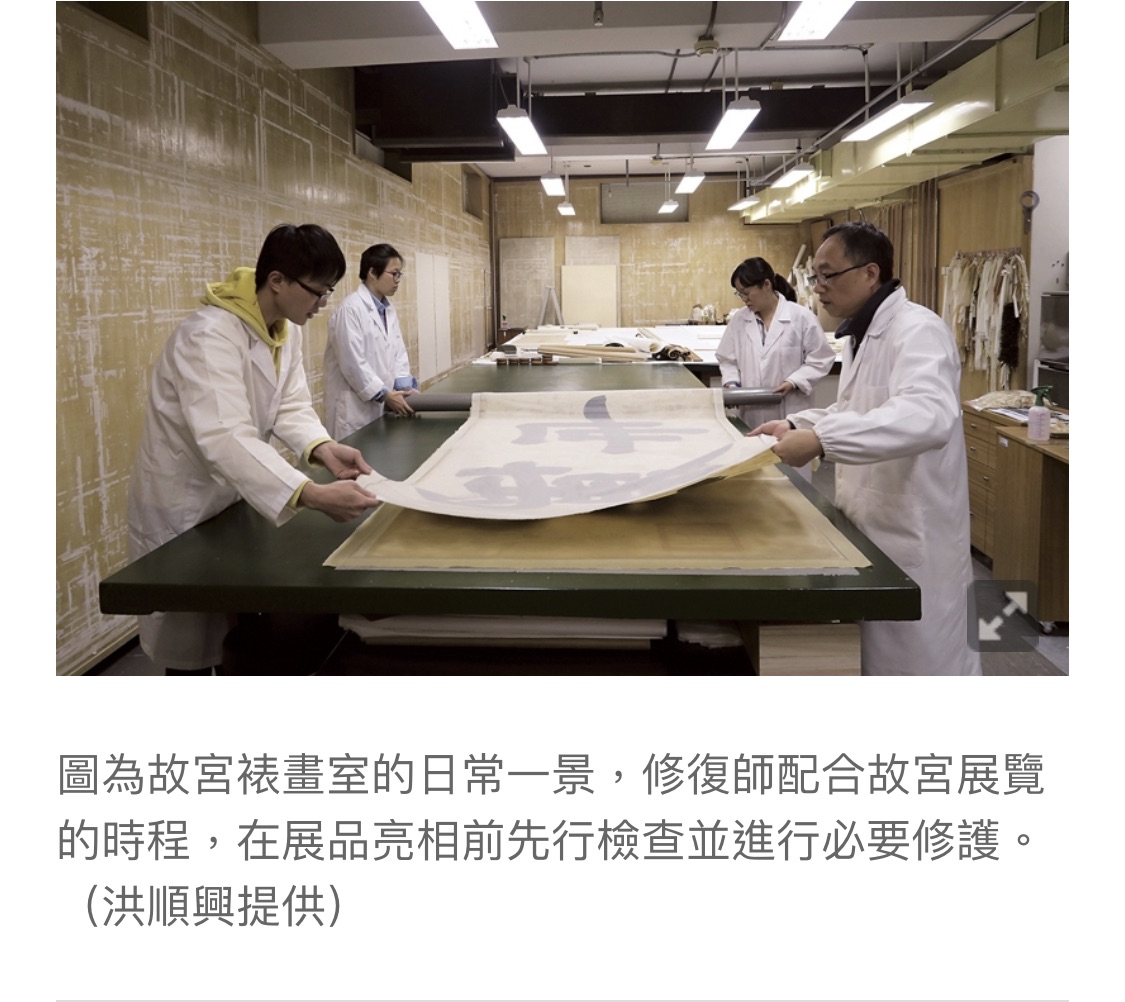 圖為故宮裱畫室的日常一景，修復師配合故宮展覽
的時程，在展品亮相前先行檢查並進行必要修護。
（洪順興提供）